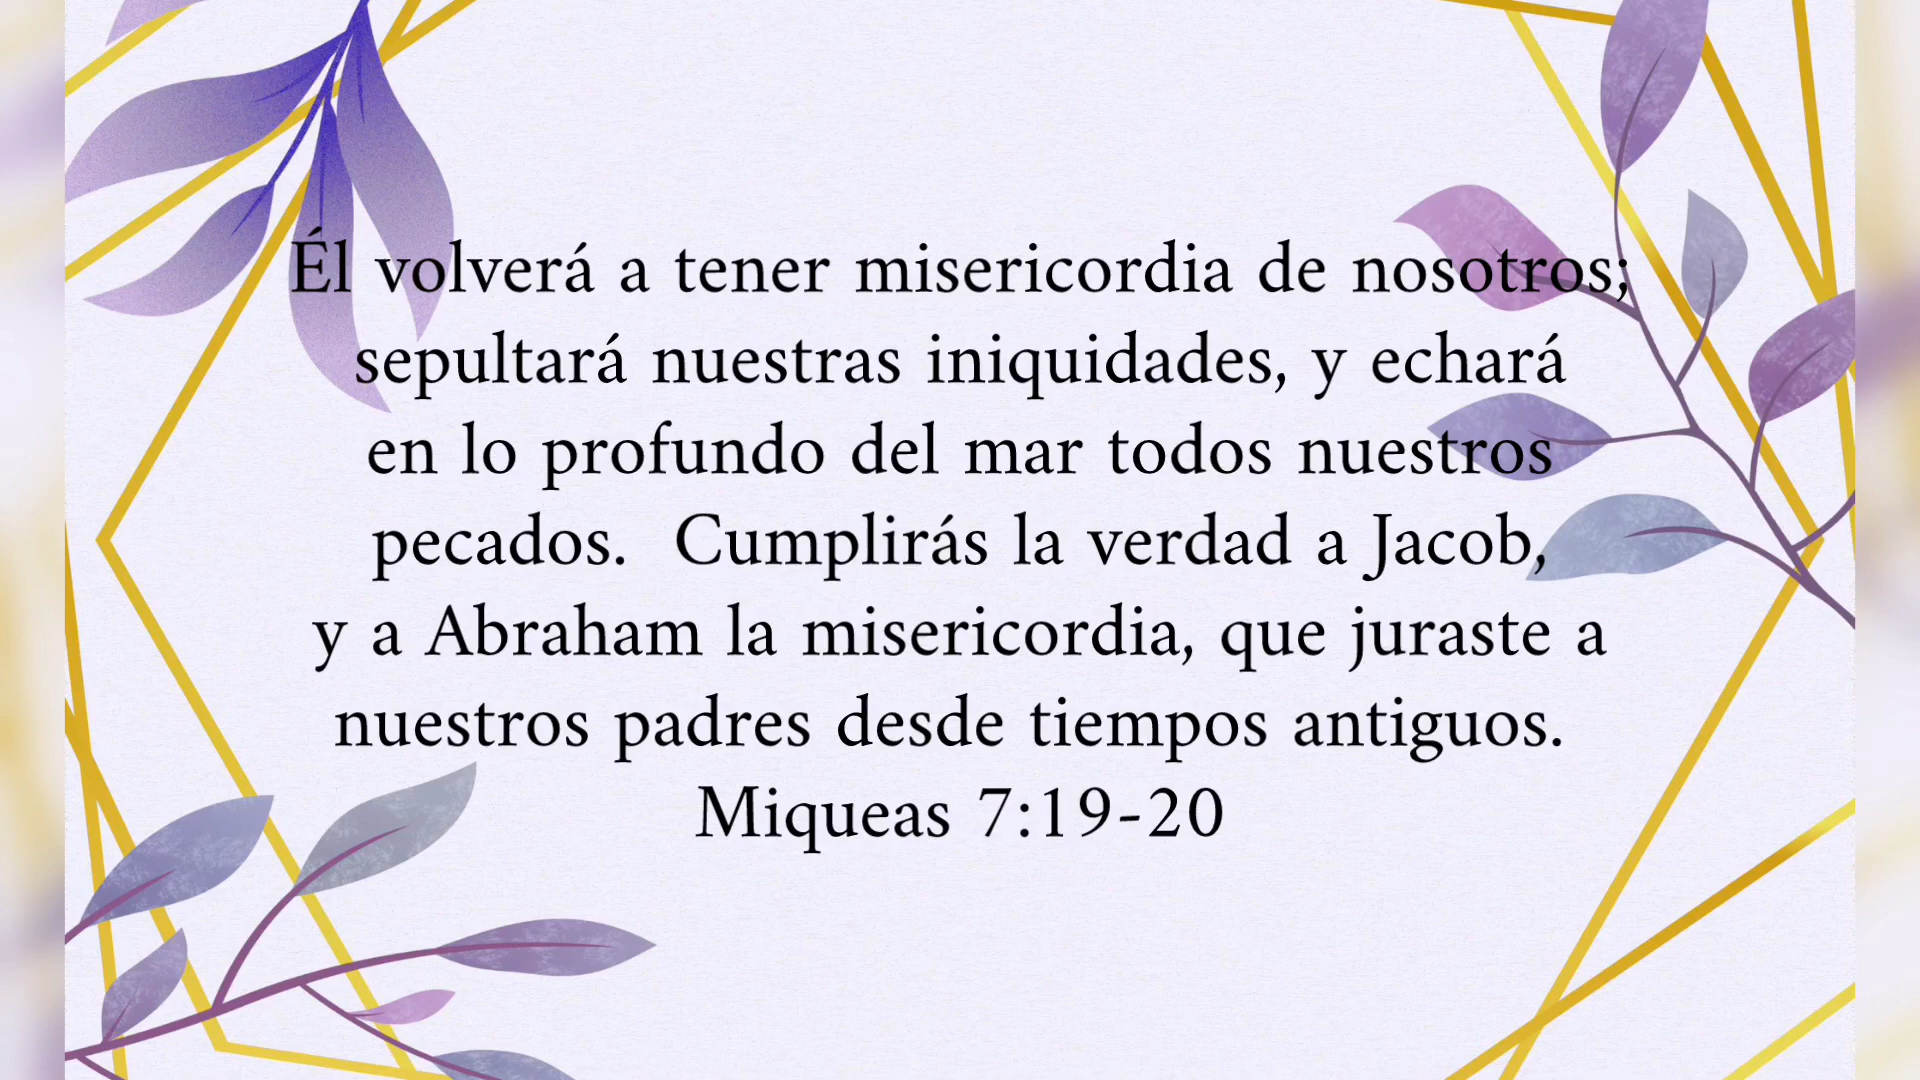 Él volverá a tener misericordia de nosotros;
sepultará nuestras iniquidades, y echará
en lo profundo del mar todos nuestros
pecados.  Cumplirás la verdad a Jacob,
y a Abraham la misericordia, que juraste a
nuestros padres desde tiempos antiguos.
Miqueas 7:19-20